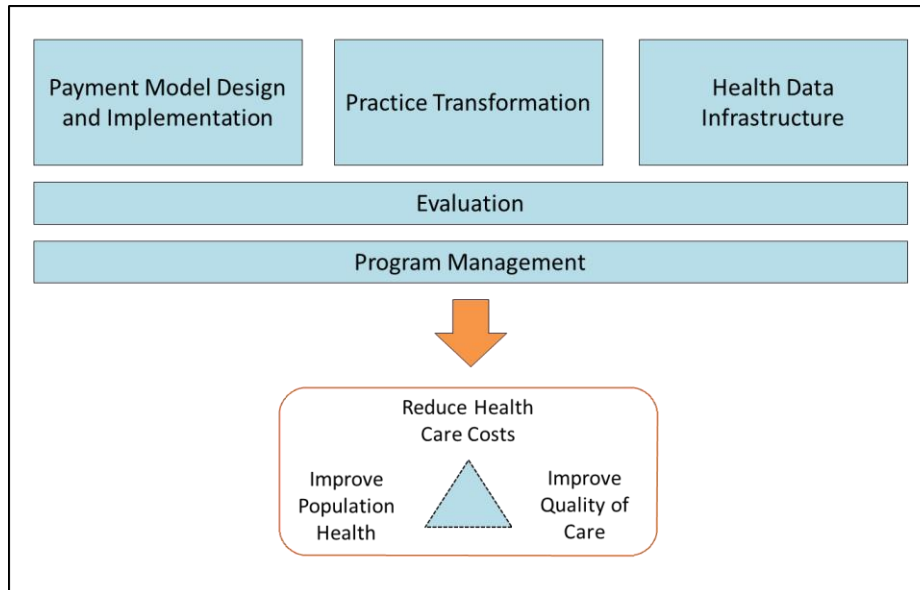 Payment Model Design
and Implementation
Practice Transformation
Health Data
Infrastructure
Evaluation
Program Management
Reduce Health
Care Costs
Improve
Population
Health
Improve
Quality of
Care